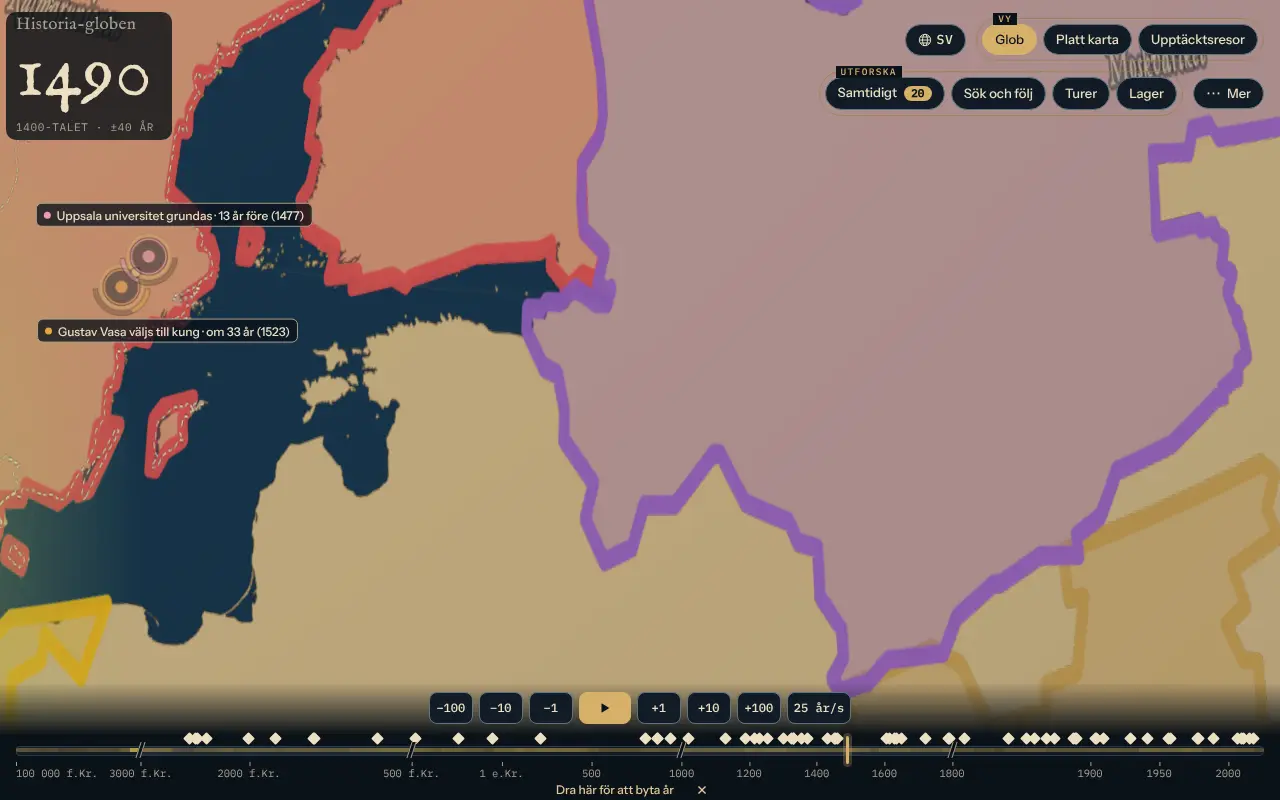 Historia-globen
1490
1400-TALET · ±40 ÅR
SV
VY
Glob
Platt karta
Upptäcktsresor
UTFORSKA
Samtidigt 20
Sök och följ
Turer
Lager
··· Mer
Moskvariket
Uppsala universitet grundas · 13 år före (1477)
Gustav Vasa väljs till kung · om 33 år (1523)
−100
−10
−1
+1
+10
+100
25 år/s
100 000 f.Kr. 3000 f.Kr. 2000 f.Kr. 500 f.Kr. 1 e.Kr. 500 1000 1200 1400 1600 1800 1900 1950 2000
Dra här för att byta år ✕